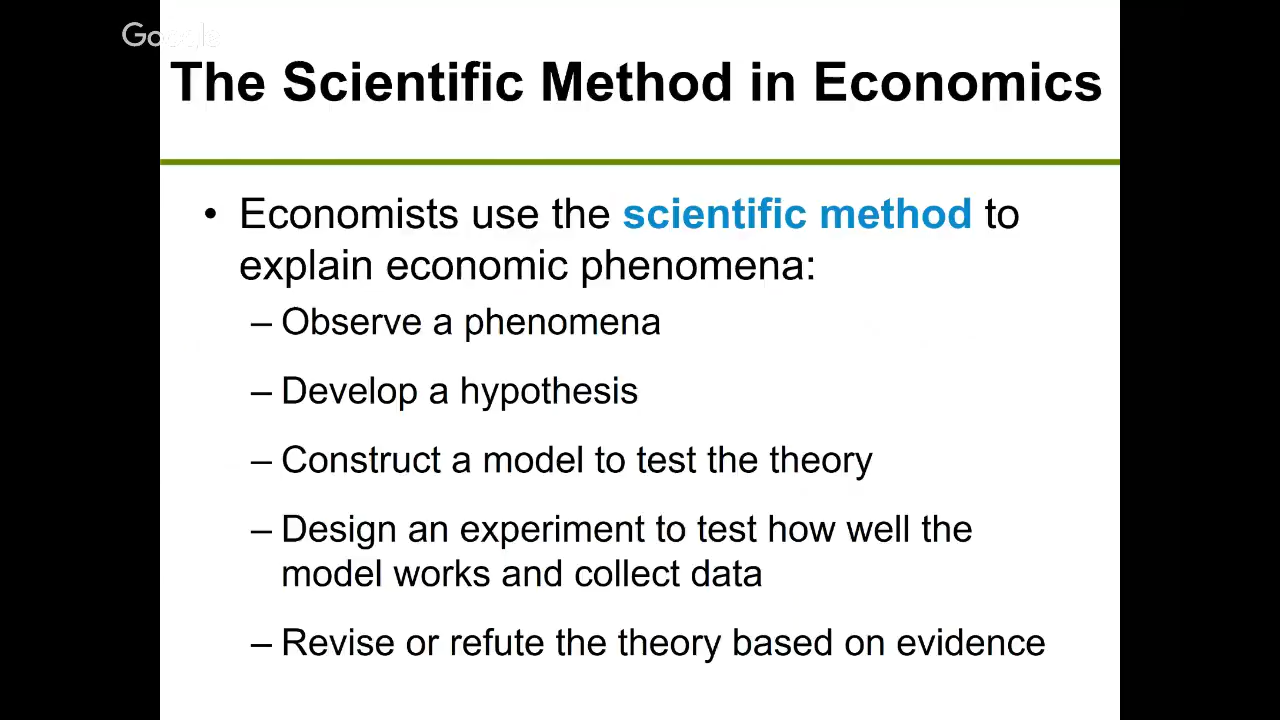 Google
The Scientific Method in Economics
• Economists use the scientific method to
explain economic phenomena:
– Observe a phenomena
– Develop a hypothesis
– Construct a model to test the theory
– Design an experiment to test how well the
model works and collect data
– Revise or refute the theory based on evidence